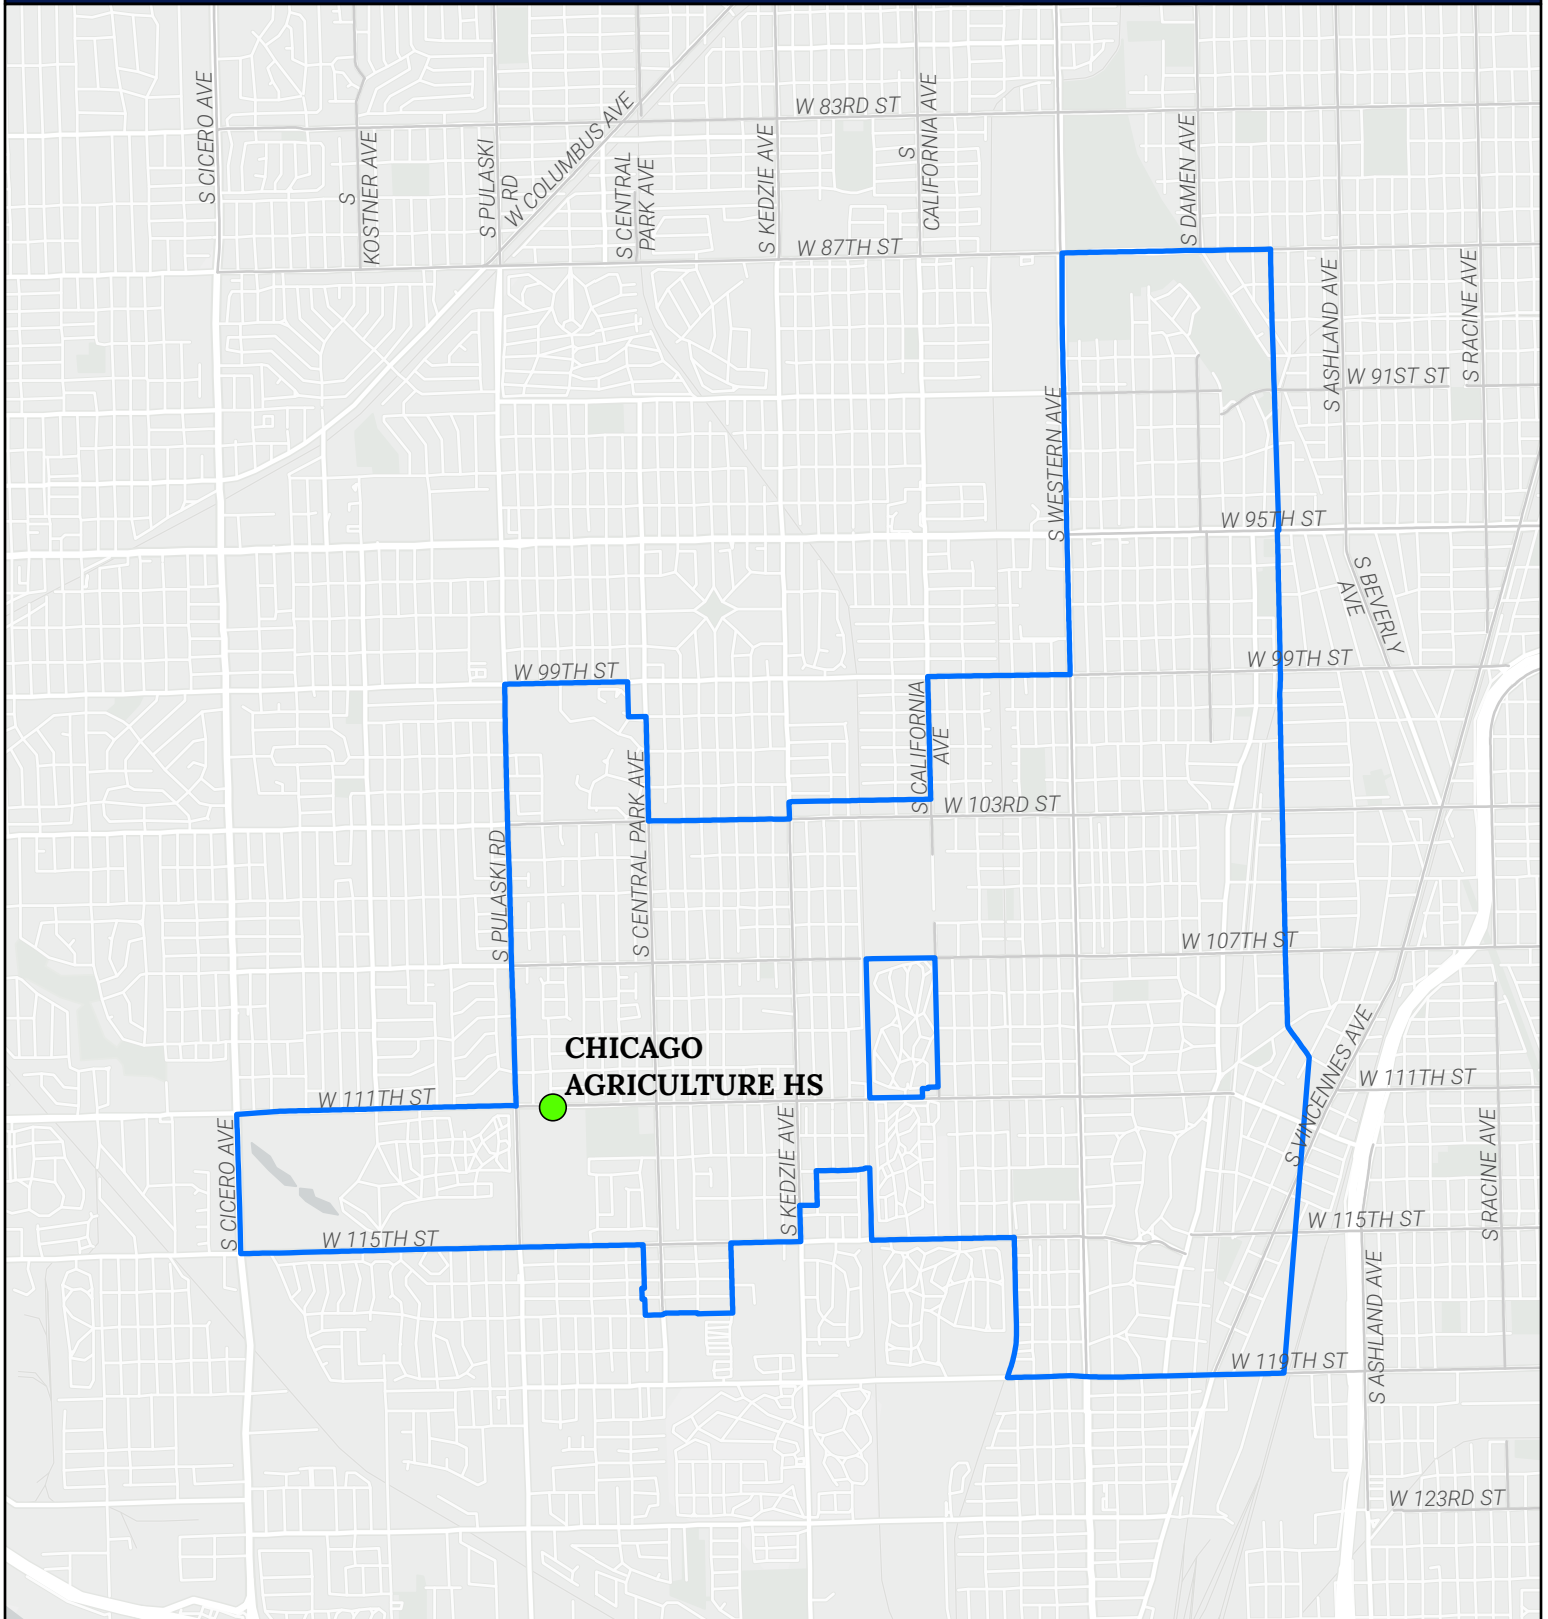 S CICERO AVE
S
KOSTNER AVE
S PULASKI
RD
W COLUMBUS AVE
S CENTRAL
PARK AVE
S KEDZIE AVE
W 83RD ST
S
CALIFORNIA AVE
S DAMEN AVE
W 87TH ST
S ASHLAND AVE
S RACINE AVE
W 91ST ST
S WESTERN AVE
W 95TH ST
S BEVERLY
AVE
W 99TH ST
W 99TH ST
S CALIFORNIA
AVE
S CENTRAL PARK AVE
W 103RD ST
S PULASKI RD
W 107TH ST
CHICAGO
AGRICULTURE HS
S VINCENNES AVE
W 111TH ST
W 111TH ST
S CICERO AVE
S KEDZIE AVE
S RACINE AVE
W 115TH ST
W 115TH ST
S ASHLAND AVE
W 119TH ST
W 123RD ST